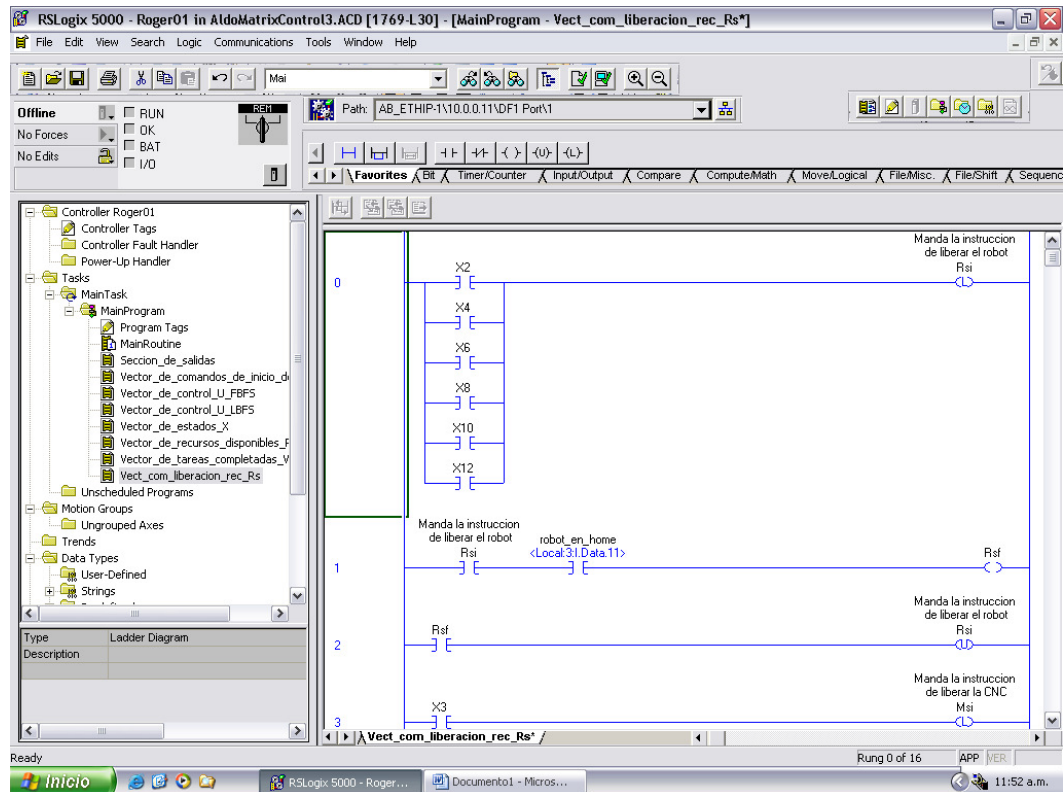 RSLogix 5000 - Roger01 in AldoMatrixControl3.ACD [1769-L30] - [MainProgram - Vect_com_liberacion_rec_Rs*]
File Edit View Search Logic Communications Tools Window Help
Mai
Offline
RUN
No Forces
OK
No Edits
BAT
I/O
REM
Path: AB_ETHIP-1\10.0.0.11\DF1 Port\1
Favorites Bit Timer/Counter Input/Output Compare Compute/Math Move/Logical File/Misc. File/Shift Sequenc
Controller Roger01
Controller Tags
Controller Fault Handler
Power-Up Handler
Tasks
MainTask
MainProgram
Program Tags
MainRoutine
Seccion_de_salidas
Vector_de_comandos_de_inicio_d
Vector_de_control_U_FBFS
Vector_de_control_U_LBFS
Vector_de_estados_X
Vector_de_recursos_disponibles_F
Vector_de_tareas_completadas_V
Vect_com_liberacion_rec_Rs
Unscheduled Programs
Motion Groups
Ungrouped Axes
Trends
Data Types
User-Defined
Strings
Type Ladder Diagram
Description
Manda la instruccion
de liberar el robot
0
X2
Rsi
L
X4
X6
X8
X10
X12
Manda la instruccion
de liberar el robot
robot_en_home
Rsi
<Local:3:I.Data.11>
Rsf
1
Manda la instruccion
de liberar el robot
Rsf
Rsi
2
U
Manda la instruccion
de liberar la CNC
X3
Msi
3
L
Vect_com_liberacion_rec_Rs*
Ready
Rung 0 of 16
APP
VER
Inicio
RSLogix 5000 - Roger...
Documento1 - Micros...
11:52 a.m.